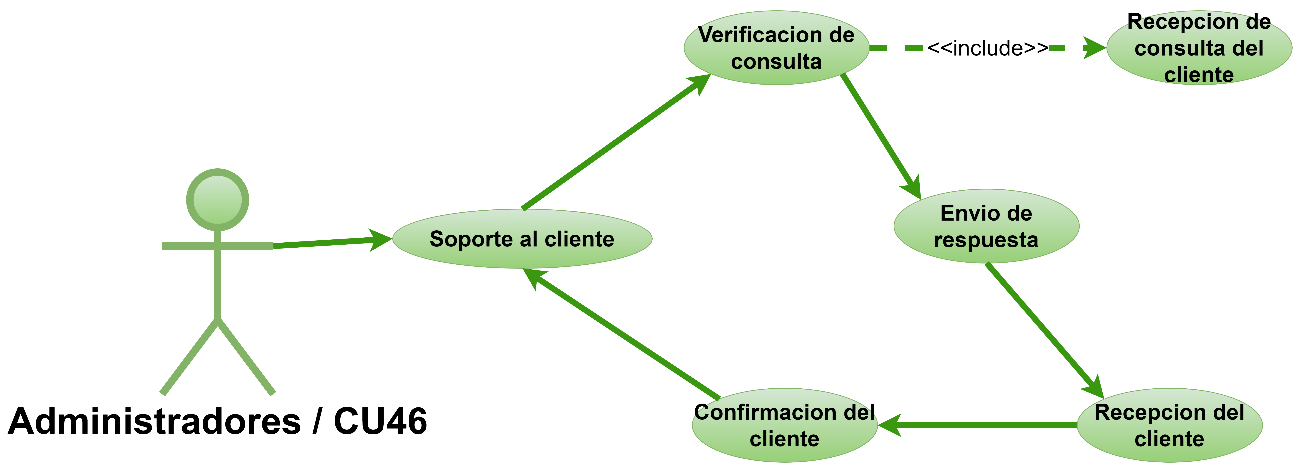 Verificacion de
consulta
<<include>>
Recepcion de
consulta del
cliente
Soporte al cliente
Envio de
respuesta
Administradores / CU46
Confirmacion del
cliente
Recepcion del
cliente